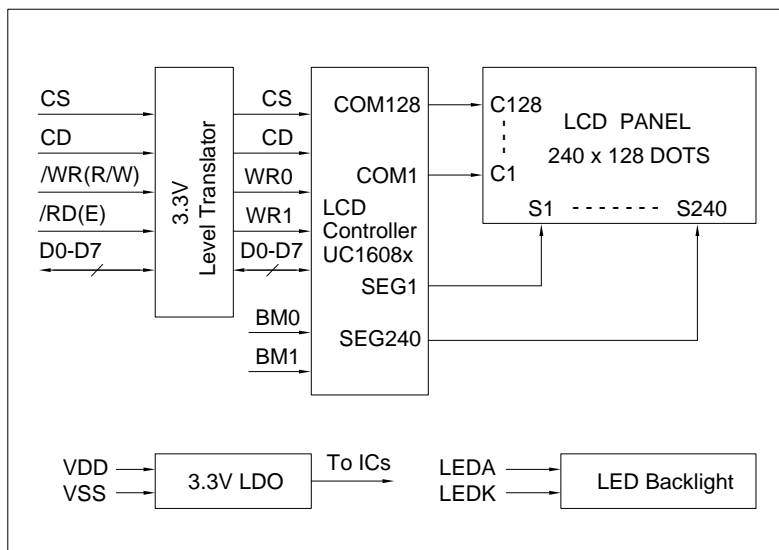 CS
CD
/WR(R/W)
/RD(E)
D0-D7
3.3V
Level Translator
CS
CD
WR0
WR1
D0-D7
BM0
BM1
COM128
COM1
LCD
Controller
UC1608x
SEG1
SEG240
C128
C1
LCD PANEL
240 x 128 DOTS
S1
S240
VDD
VSS
3.3V LDO
To ICs
LEDA
LEDK
LED Backlight